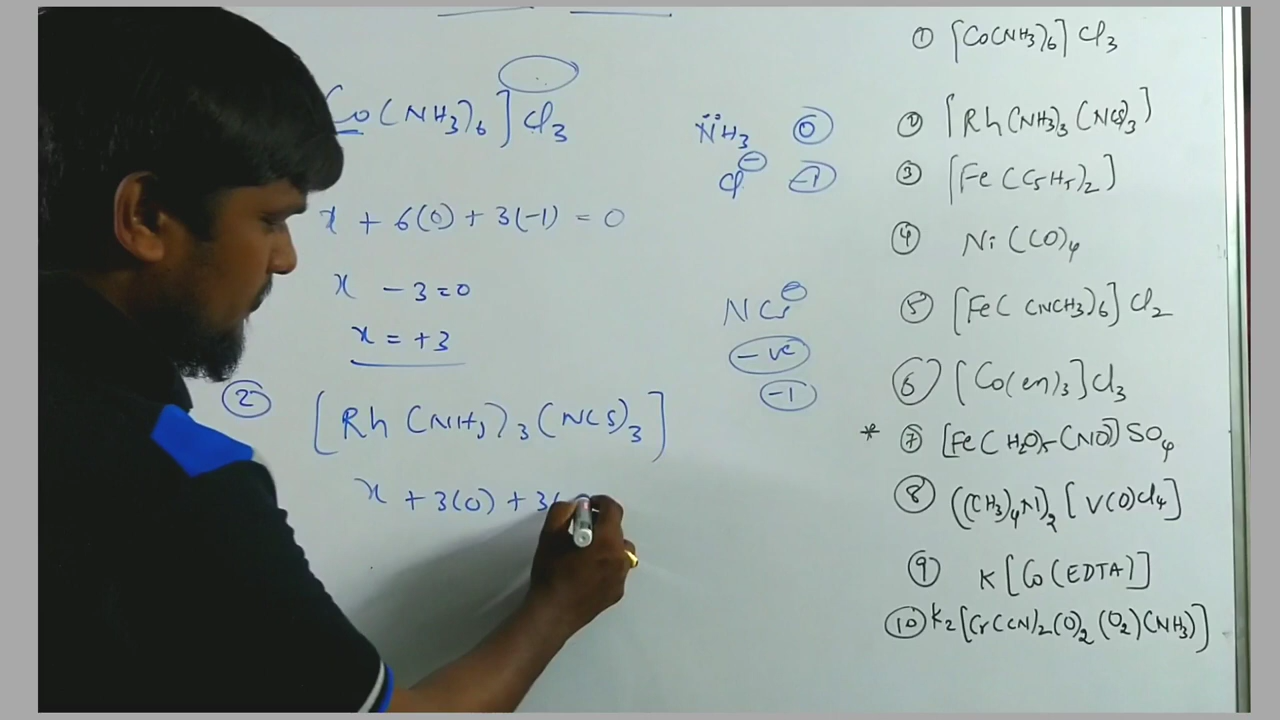 Co(NH3)6]Cl3
x + 6(0) + 3(-1) = 0
x - 3 = 0
x = +3
N̈H3 0
Cl⊖ -1
NCS⊖
-ve
-1
② [Rh(NH3)3(NCS)3]
x + 3(0) + 3(
① [Co(NH3)6]Cl3
② [Rh(NH3)3(NCS)3]
③ [Fe(C5H5)2]
④ Ni(CO)4
⑤ [Fe(CNCH3)6]Cl2
⑥ [Co(en)3]Cl3
* ⑦ [Fe(H2O)5(NO)]SO4
⑧ ((CH3)4N)2[V(O)Cl4]
⑨ K[Co(EDTA)]
⑩ K2[Cr(CN)2(O)2(O2)(NH3)]